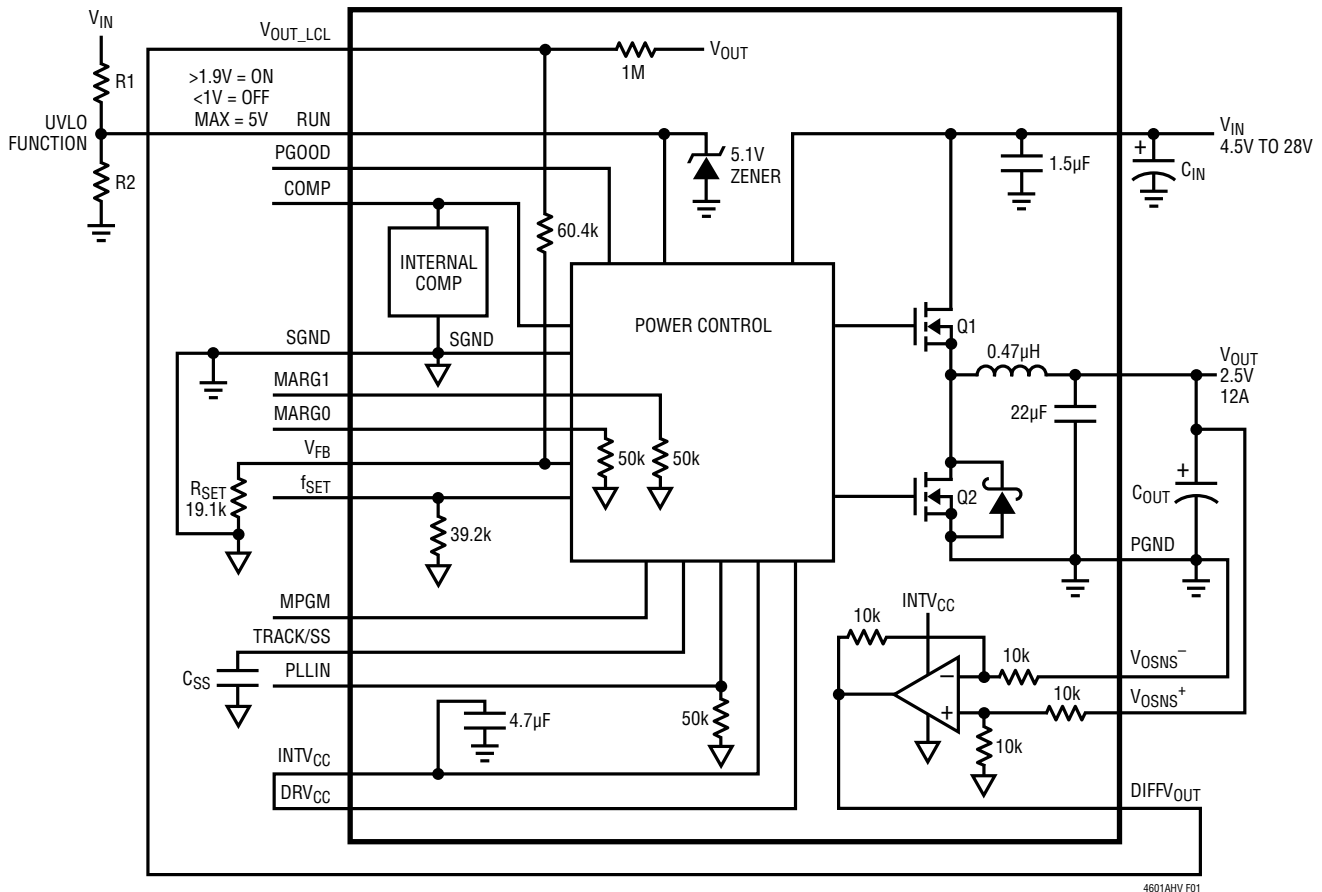 V_IN
R1
UVLO
FUNCTION
R2
V_OUT_LCL
>1.9V = ON
<1V = OFF
MAX = 5V
RUN
PGOOD
COMP
1M
V_OUT
5.1V
ZENER
1.5µF
V_IN
4.5V TO 28V
C_IN
+
60.4k
INTERNAL
COMP
POWER CONTROL
SGND
SGND
MARG1
MARG0
V_FB
f_SET
R_SET
19.1k
39.2k
50k
50k
Q1
0.47µH
V_OUT
2.5V
12A
22µF
Q2
+
C_OUT
PGND
MPGM
TRACK/SS
PLLIN
C_SS
4.7µF
50k
INTV_CC
DRV_CC
INTV_CC
10k
10k
V_OSNS⁻
−
10k
V_OSNS⁺
+
10k
DIFFV_OUT
4601AHV F01